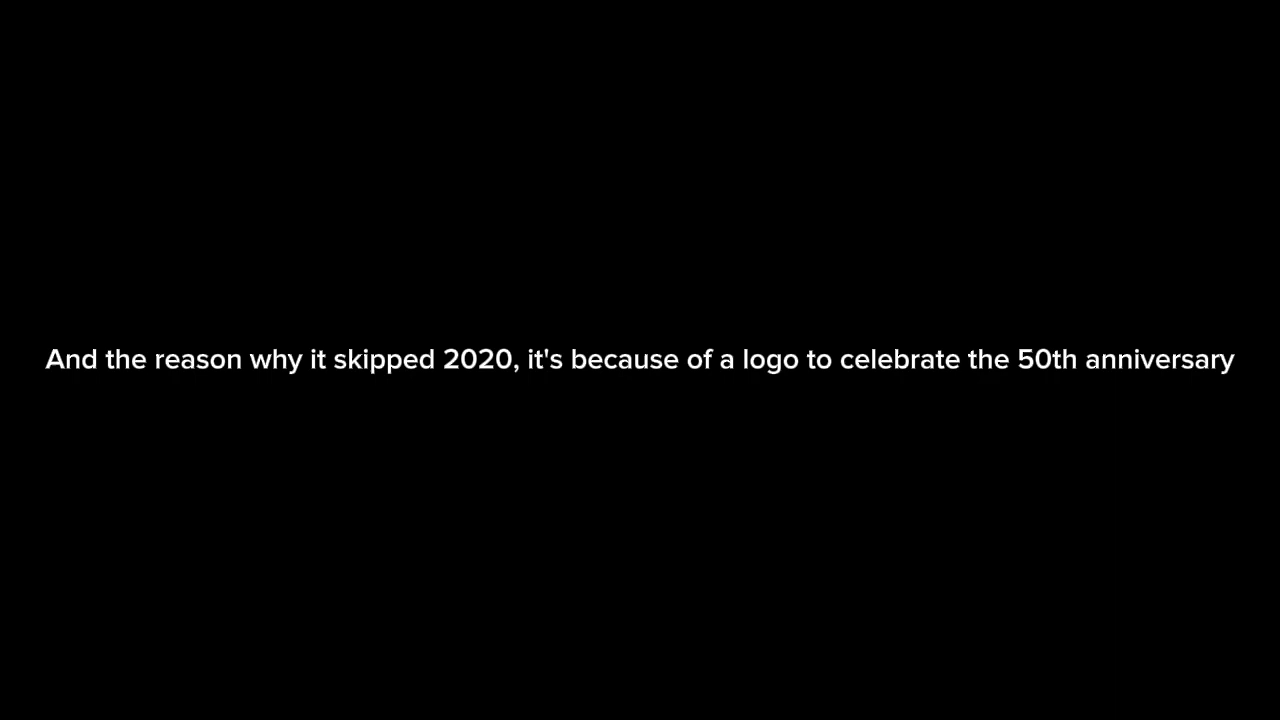 And the reason why it skipped 2020, it's because of a logo to celebrate the 50th anniversary